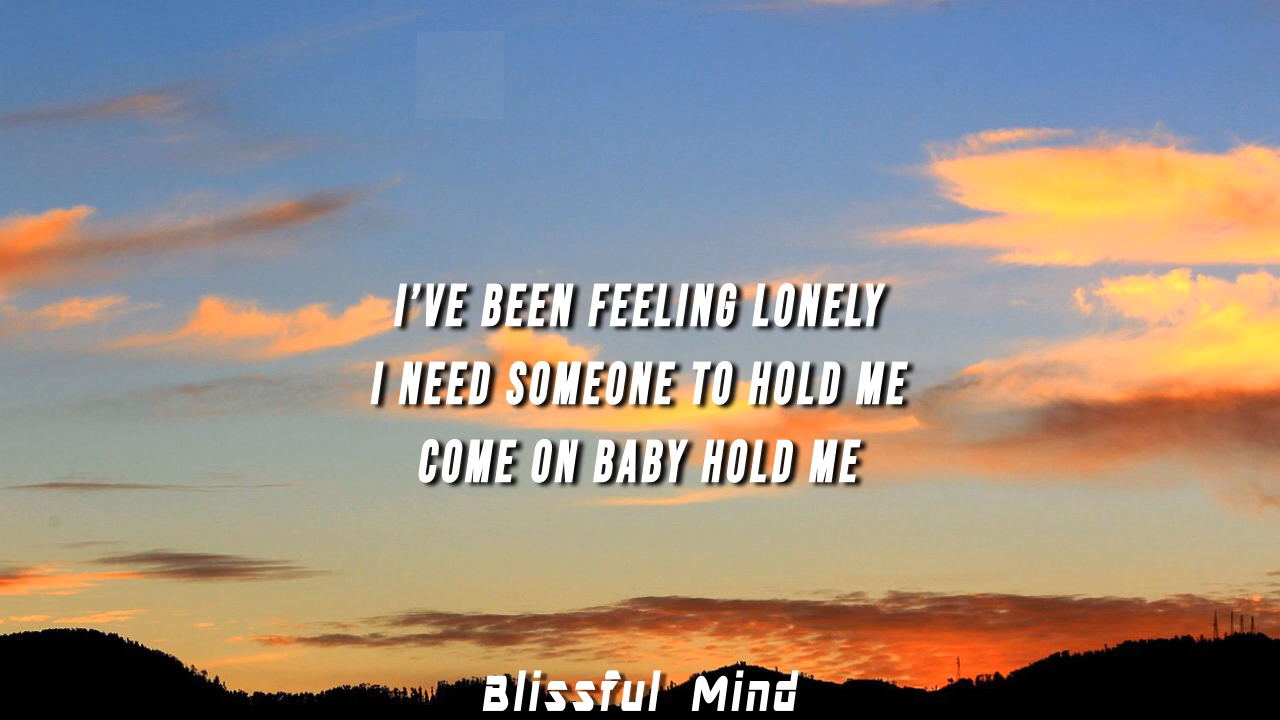 I'VE BEEN FEELING LONELY
I NEED SOMEONE TO HOLD ME
COME ON BABY HOLD ME
Blissful Mind